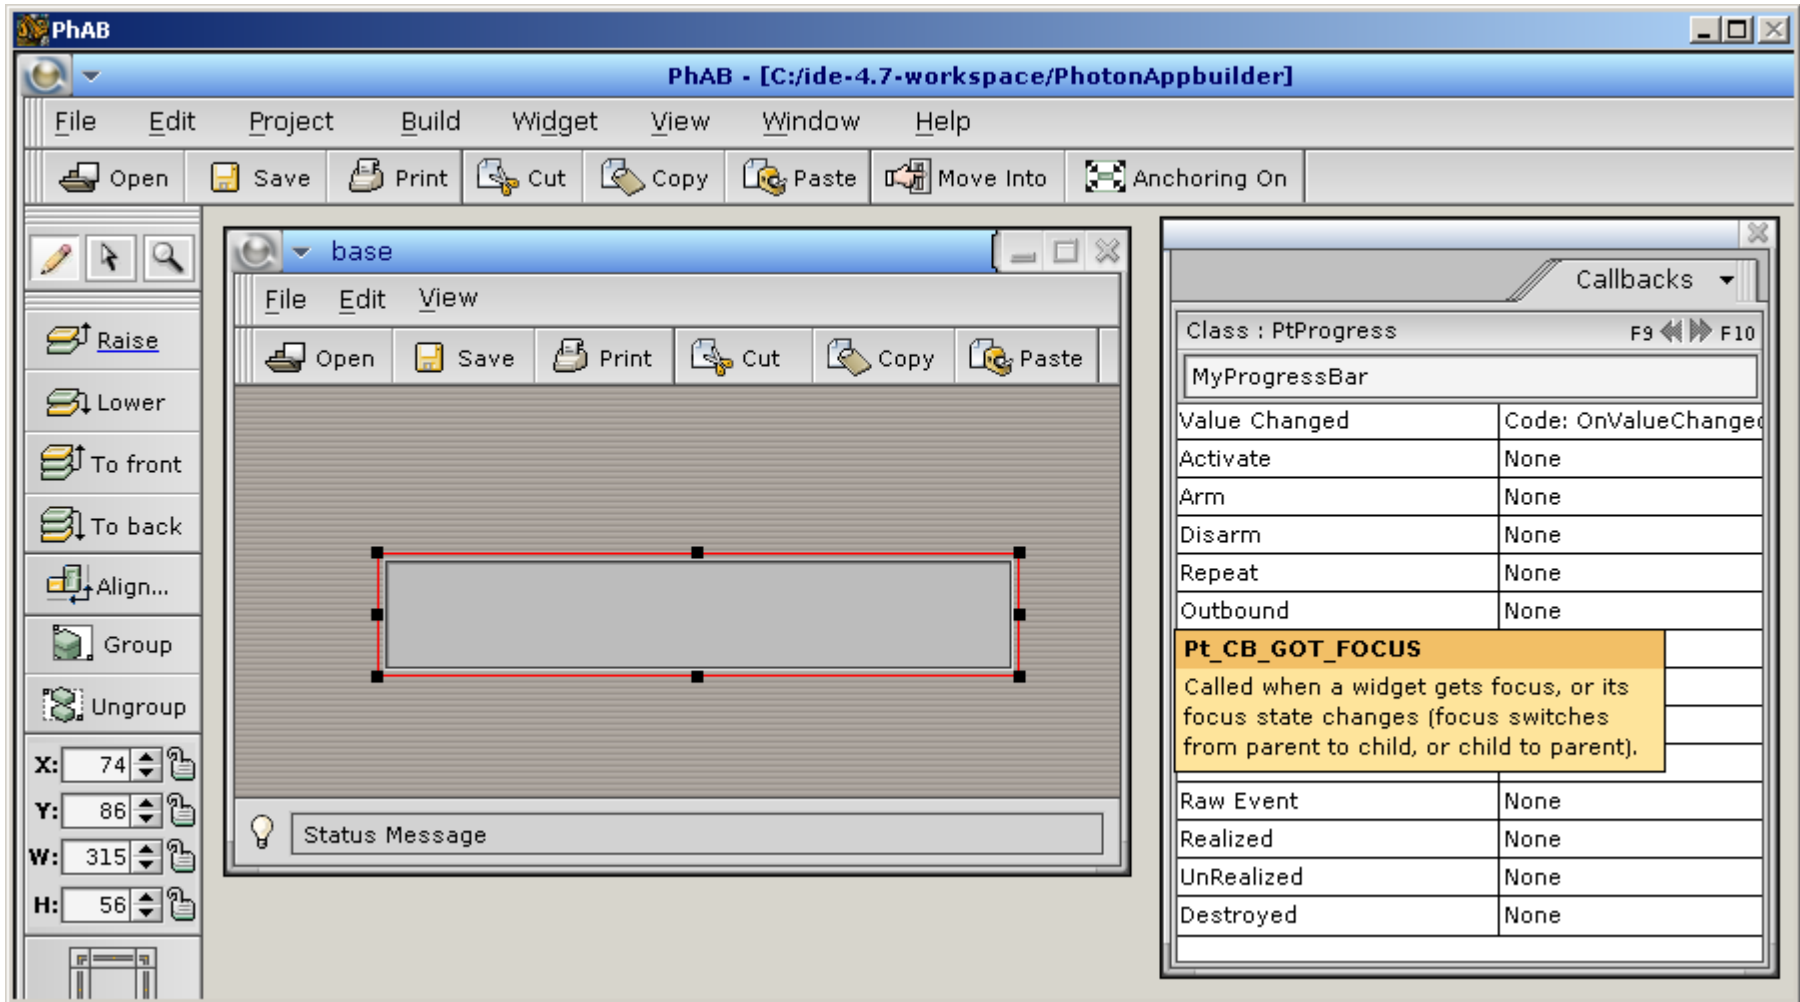 PhAB
PhAB - [C:/ide-4.7-workspace/PhotonAppbuilder]
File Edit Project Build Widget View Window Help
Open Save Print Cut Copy Paste Move Into Anchoring On
Raise
Lower
To front
To back
Align...
Group
Ungroup
X: 74
Y: 86
W: 315
H: 56
base
File Edit View
Open Save Print Cut Copy Paste
Status Message
Callbacks
Class : PtProgress F9 F10
MyProgressBar
Value Changed Code: OnValueChanged
Activate None
Arm None
Disarm None
Repeat None
Outbound None
Pt_CB_GOT_FOCUS
Called when a widget gets focus, or its
focus state changes (focus switches
from parent to child, or child to parent).
Raw Event None
Realized None
UnRealized None
Destroyed None